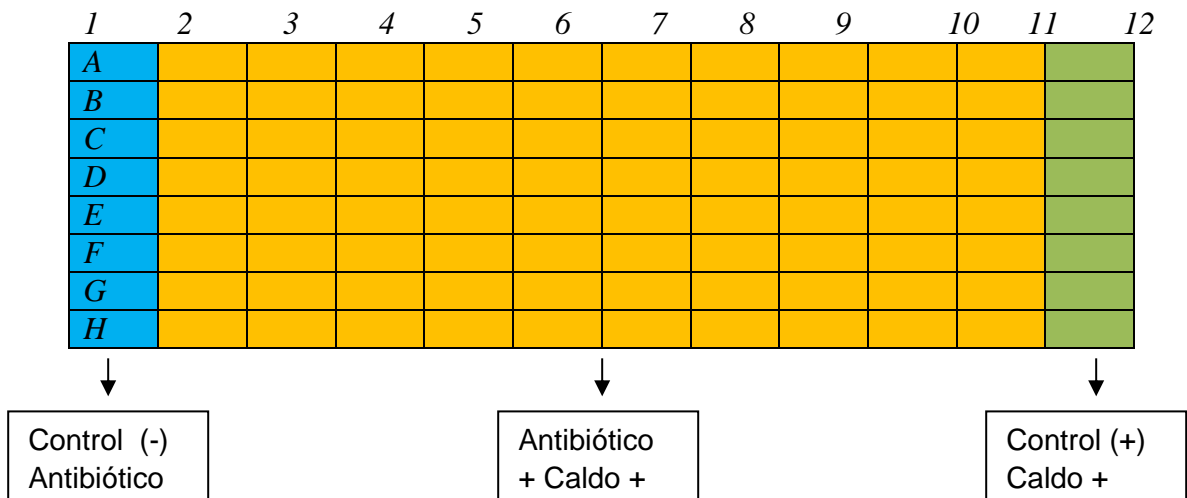 1 2 3 4 5 6 7 8 9 10 11 12
A
B
C
D
E
F
G
H
Control (-)
Antibiótico
Antibiótico
+ Caldo +
Control (+)
Caldo +